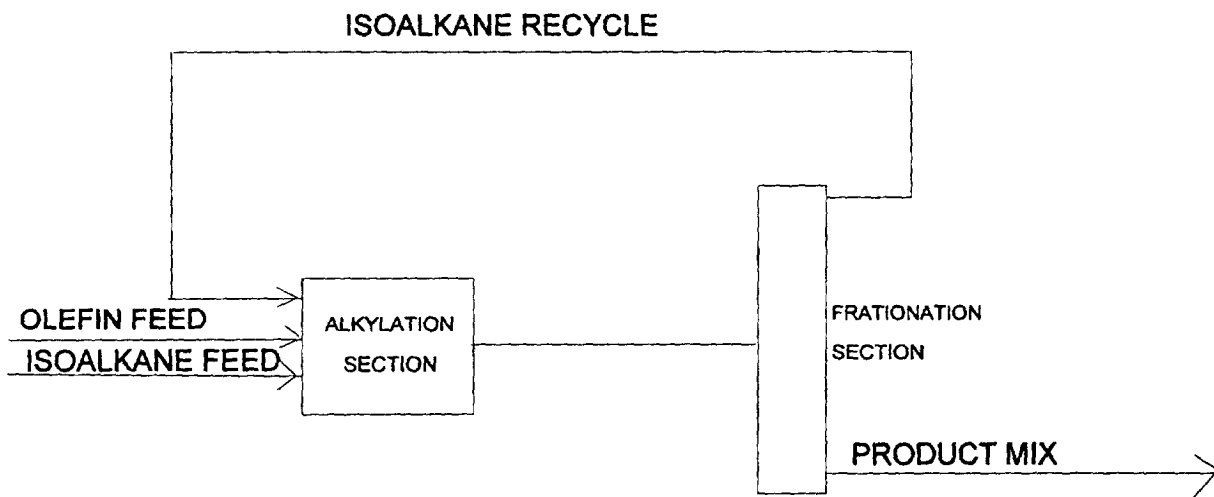 ISOALKANE RECYCLE
OLEFIN FEED
ISOALKANE FEED
ALKYLATION
SECTION
FRATIONATION
SECTION
PRODUCT MIX